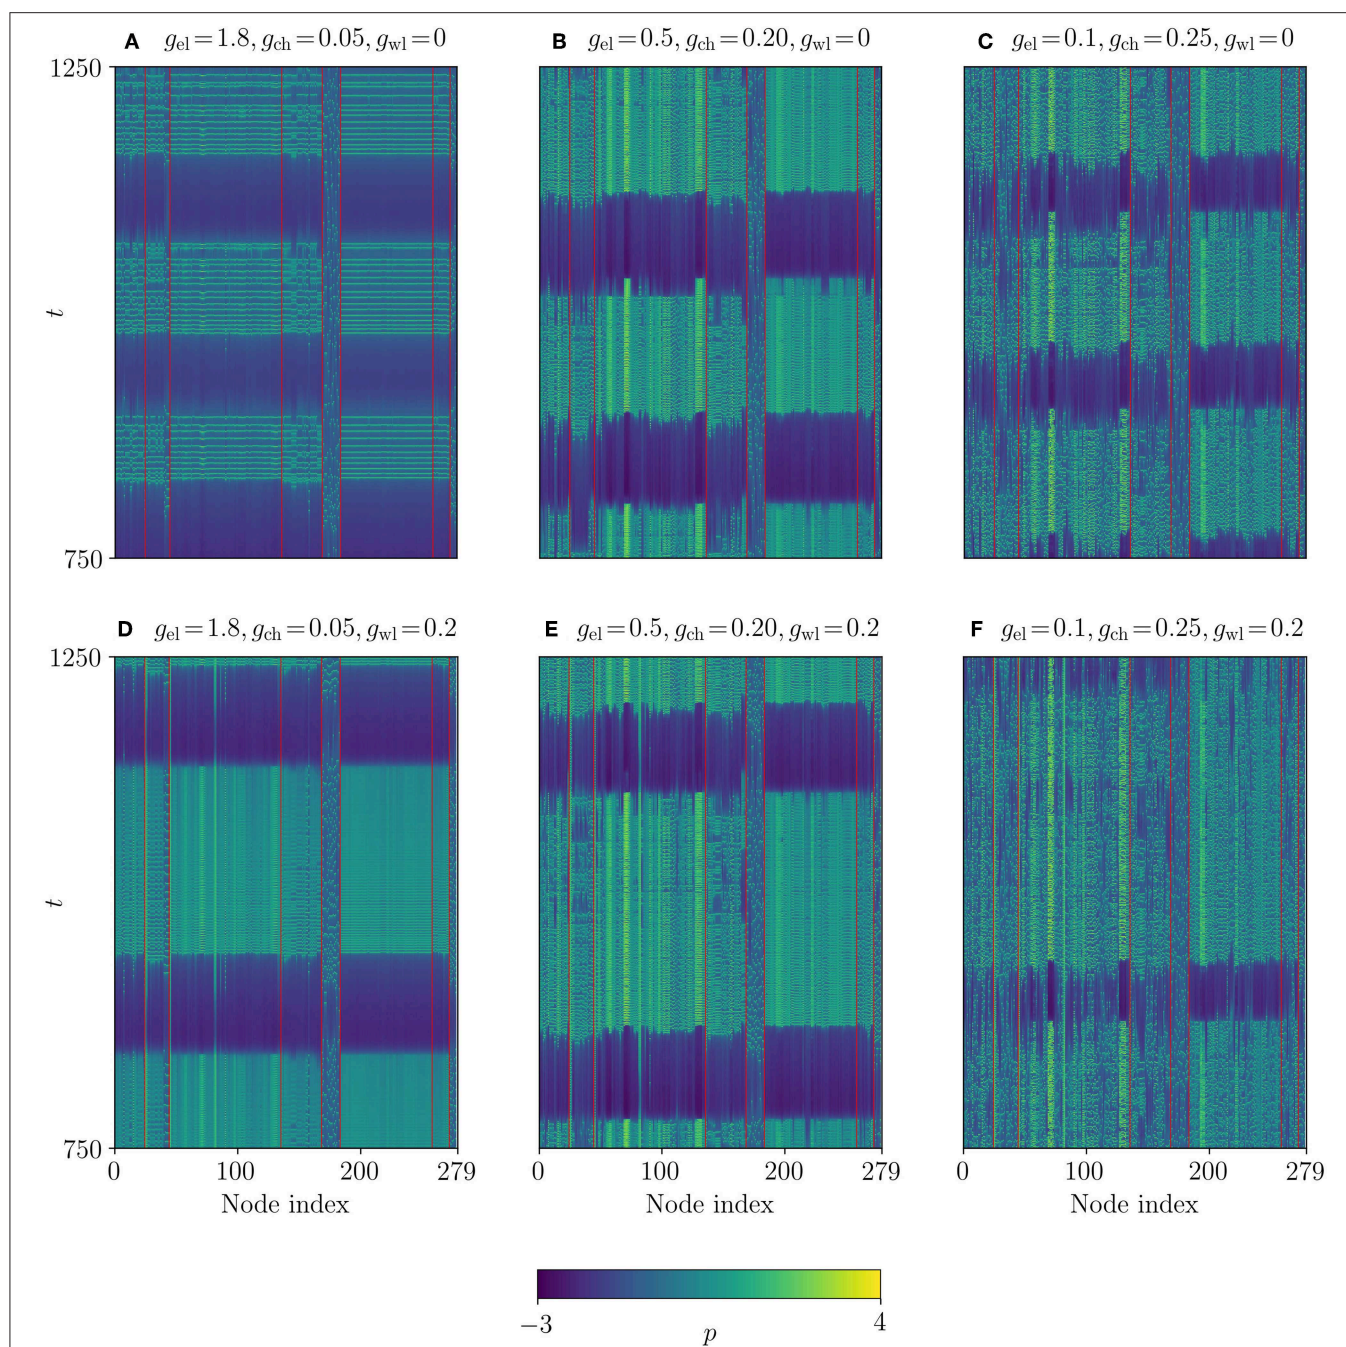 A g_el=1.8, g_ch=0.05, g_wl=0
B g_el=0.5, g_ch=0.20, g_wl=0
C g_el=0.1, g_ch=0.25, g_wl=0
1250
t
750
D g_el=1.8, g_ch=0.05, g_wl=0.2
E g_el=0.5, g_ch=0.20, g_wl=0.2
F g_el=0.1, g_ch=0.25, g_wl=0.2
1250
t
750
0 100 200 279
0 100 200 279
0 100 200 279
Node index
Node index
Node index
−3 4
p